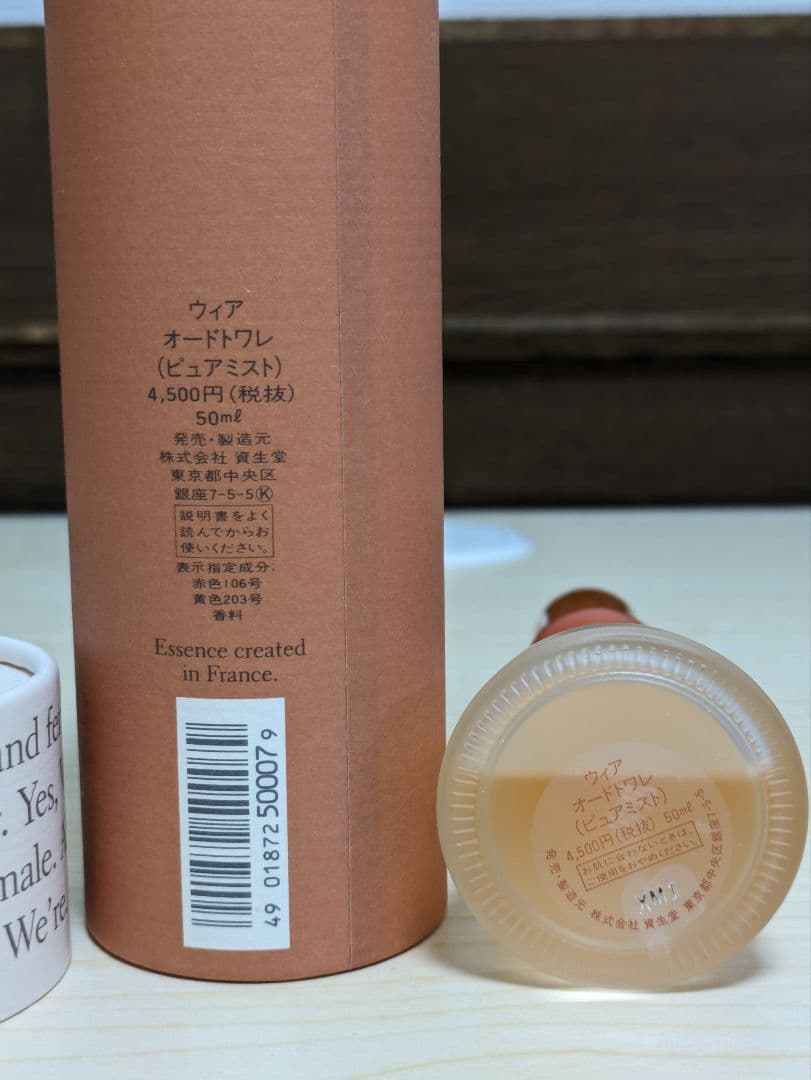 ウィア
オードトワレ
(ピュアミスト)
4,500円(税抜)
50mℓ
発売・製造元
株式会社 資生堂
東京都中央区
銀座7-5-5Ⓚ
説明書をよく
読んでからお
使いください。
表示指定成分:
赤色106号
黄色203号
香料
Essence created
in France.
49 01872 500079
and
Yes,
male.
We're
ウィア
オードトワレ
(ピュアミスト)
4,500円(税抜) 50mℓ
お肌に合わないときは、
ご使用をおやめください。
発売・製造元 株式会社 資生堂 東京都中央区銀座7-5-5
XMI